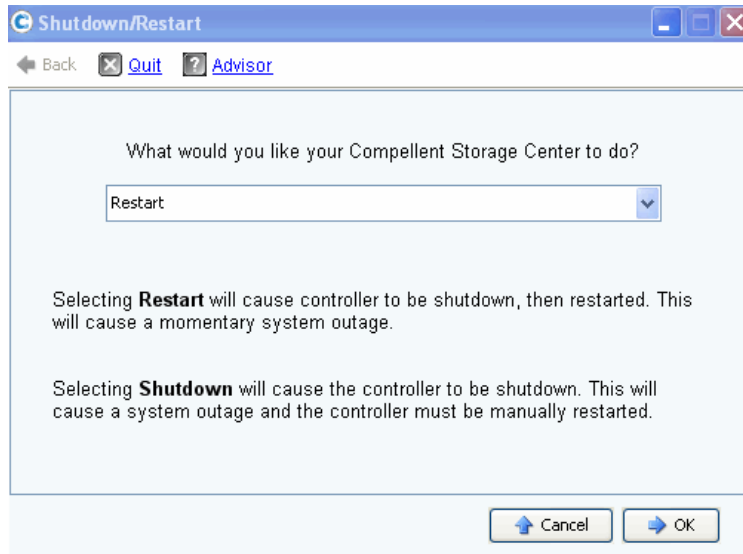 Shutdown/Restart
Back Quit Advisor
What would you like your Compellent Storage Center to do?
Restart
Selecting Restart will cause controller to be shutdown, then restarted. This
will cause a momentary system outage.
Selecting Shutdown will cause the controller to be shutdown. This will
cause a system outage and the controller must be manually restarted.
Cancel OK